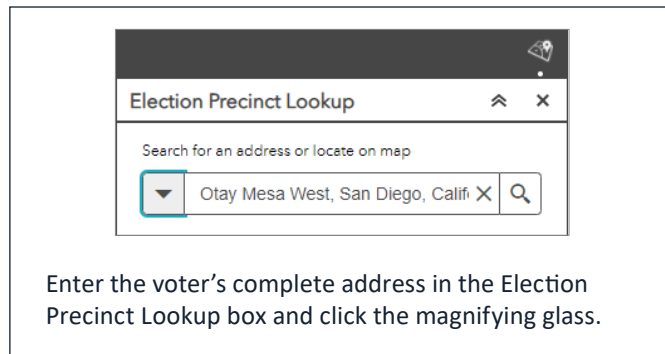 Election Precinct Lookup
Search for an address or locate on map
Otay Mesa West, San Diego, Calif
Enter the voter’s complete address in the Election
Precinct Lookup box and click the magnifying glass.